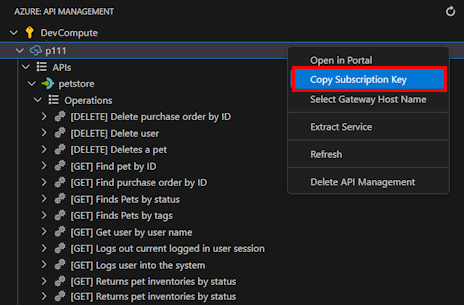 AZURE: API MANAGEMENT
DevCompute
p111
APIs
petstore
Operations
[DELETE] Delete purchase order by ID
[DELETE] Delete user
[DELETE] Deletes a pet
[GET] Find pet by ID
[GET] Find purchase order by ID
[GET] Finds Pets by status
[GET] Finds Pets by tags
[GET] Get user by user name
[GET] Logs out current logged in user session
[GET] Logs user into the system
[GET] Returns pet inventories by status
[GET] Returns pet inventories by status
Open in Portal
Copy Subscription Key
Select Gateway Host Name
Extract Service
Refresh
Delete API Management